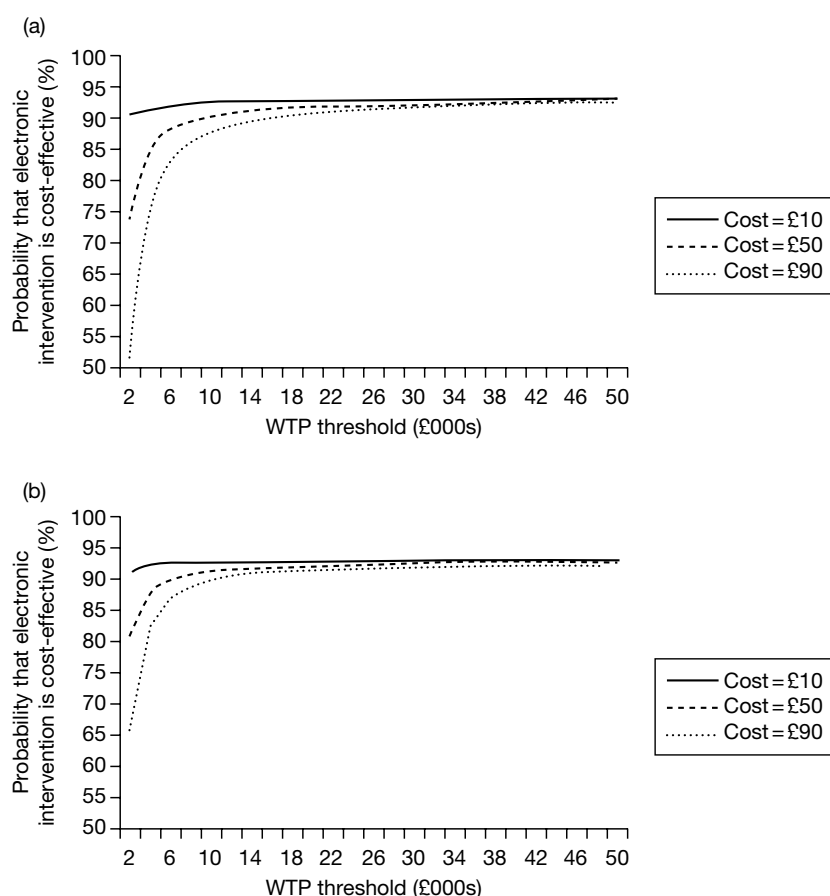 (a)
Probability that electronic
intervention is cost-effective (%)
100
95
90
85
80
75
70
65
60
55
50
2 6 10 14 18 22 26 30 34 38 42 46 50
WTP threshold (£000s)
Cost=£10
Cost=£50
Cost=£90
(b)
Probability that electronic
intervention is cost-effective (%)
100
95
90
85
80
75
70
65
60
55
50
2 6 10 14 18 22 26 30 34 38 42 46 50
WTP threshold (£000s)
Cost=£10
Cost=£50
Cost=£90